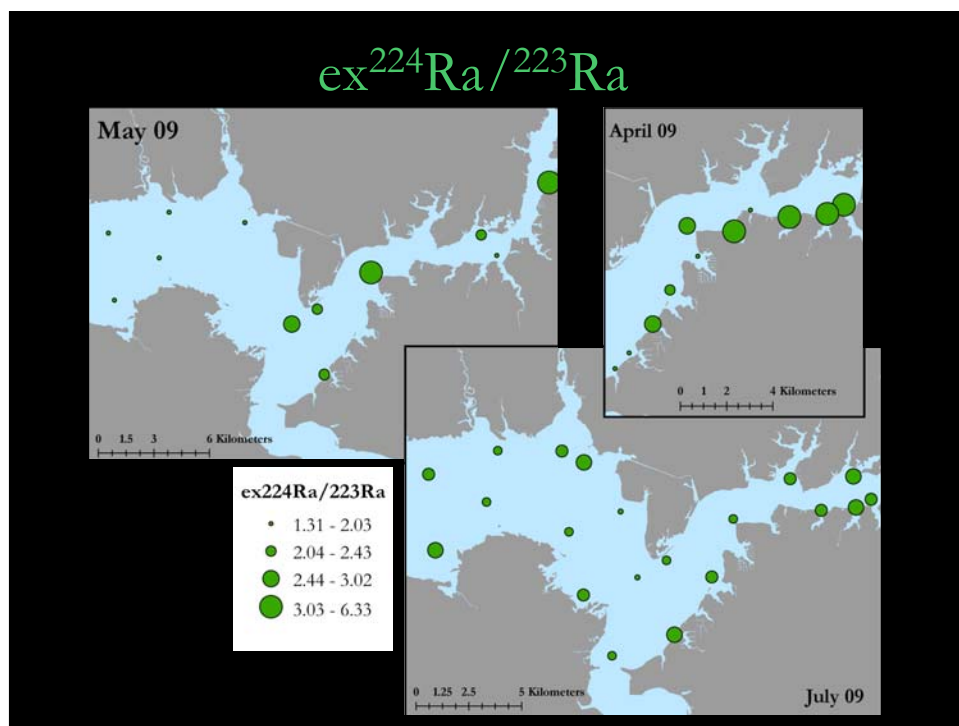 ex²²⁴Ra/²²³Ra
May 09
0 1.5 3 6 Kilometers
April 09
0 1 2 4 Kilometers
ex224Ra/223Ra
1.31 - 2.03
2.04 - 2.43
2.44 - 3.02
3.03 - 6.33
0 1.25 2.5 5 Kilometers
July 09